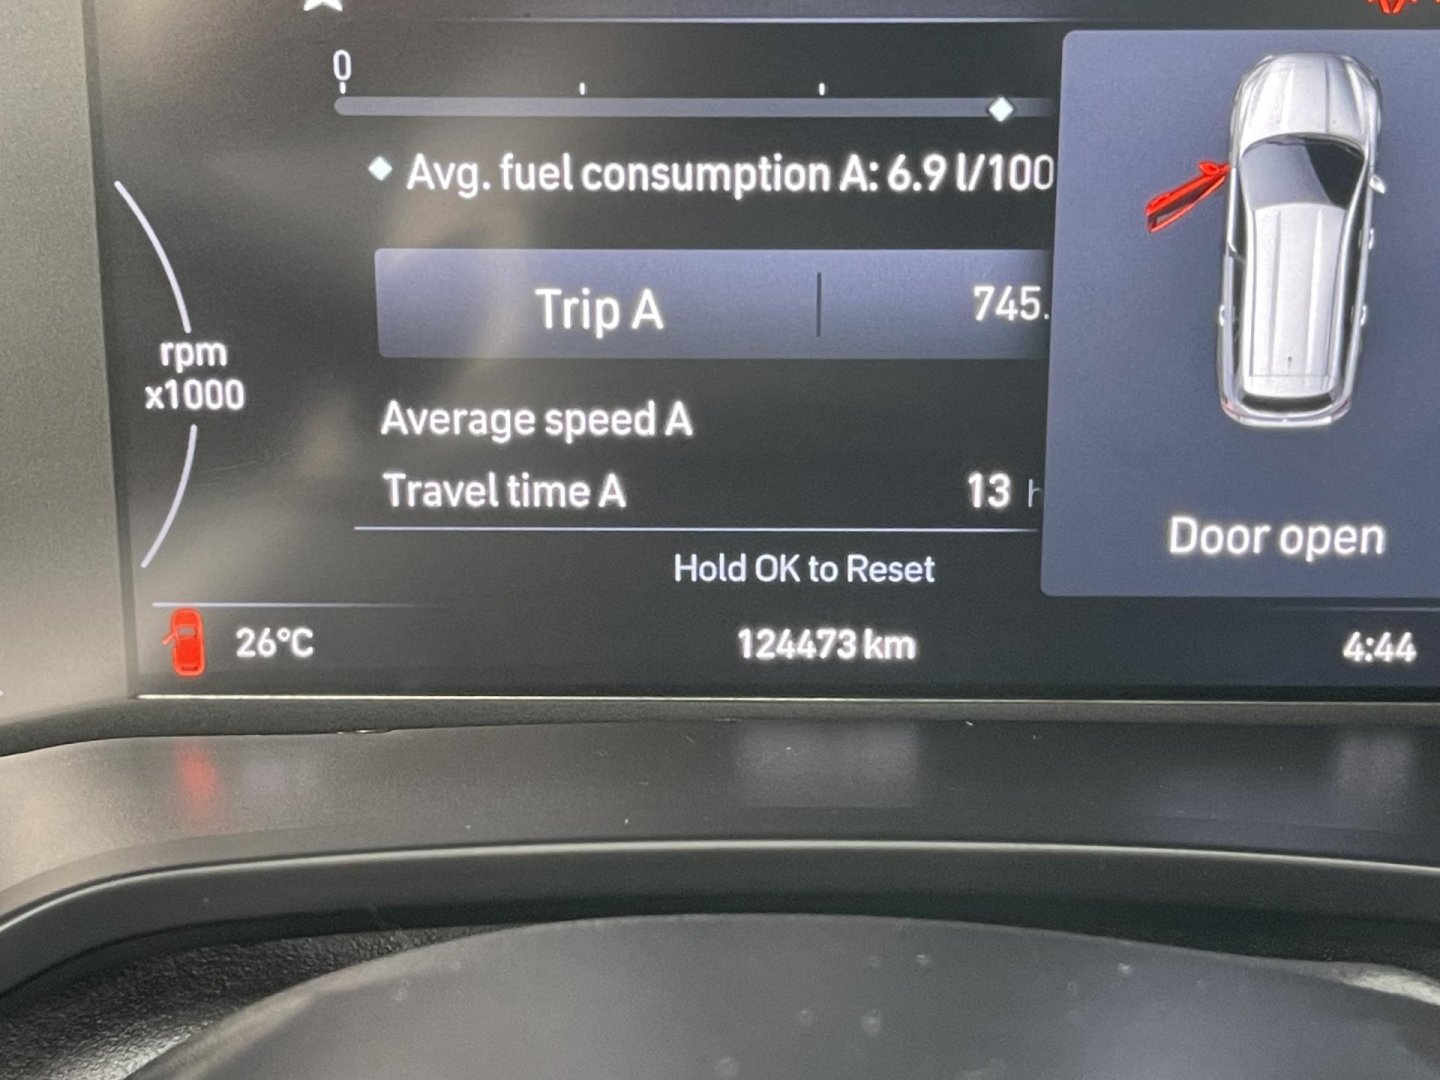 0
Avg. fuel consumption A: 6.9 l/100
Trip A 745.
rpm
x1000
Average speed A
Travel time A 13 h
Door open
Hold OK to Reset
26°C 124473 km 4:44